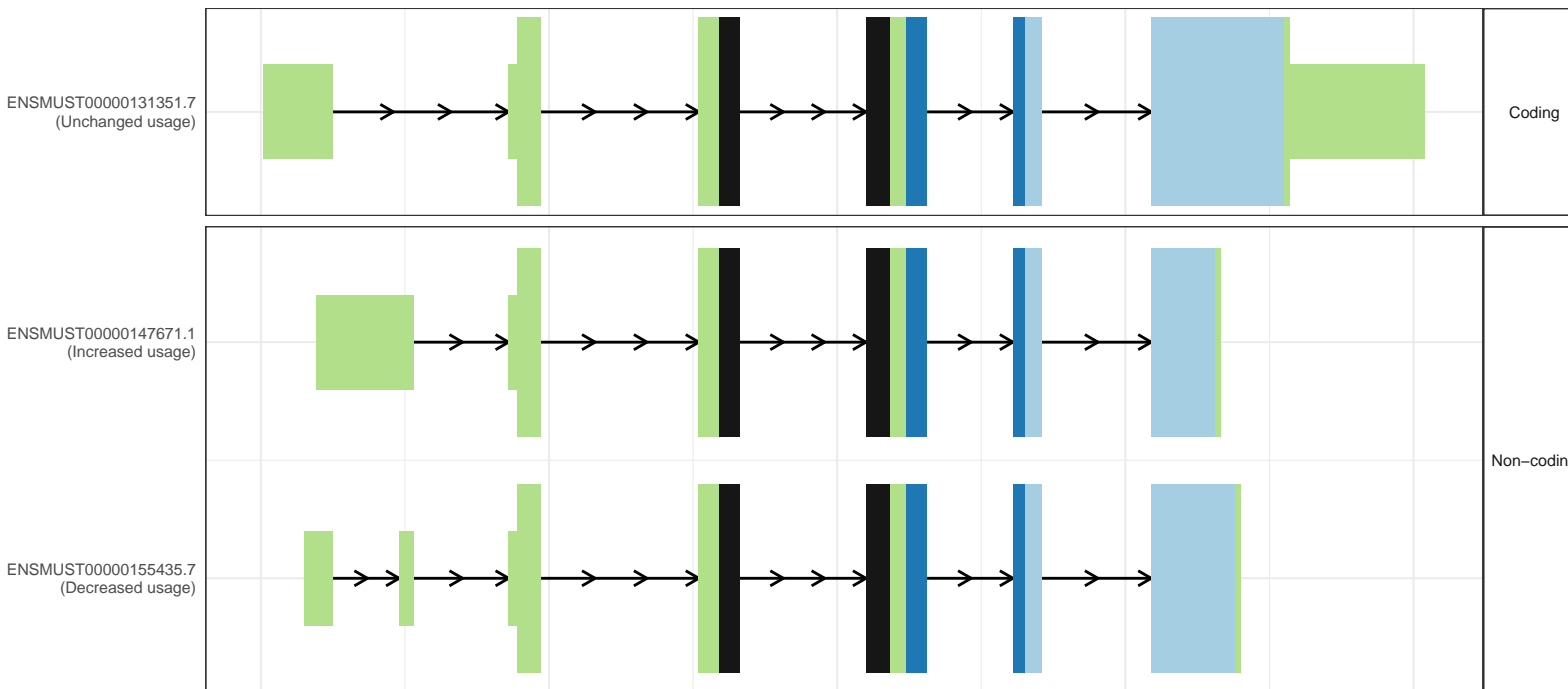 ENSMUST00000131351.7
(Unchanged usage)
Coding
ENSMUST00000147671.1
(Increased usage)
Non−codin
ENSMUST00000155435.7
(Decreased usage)